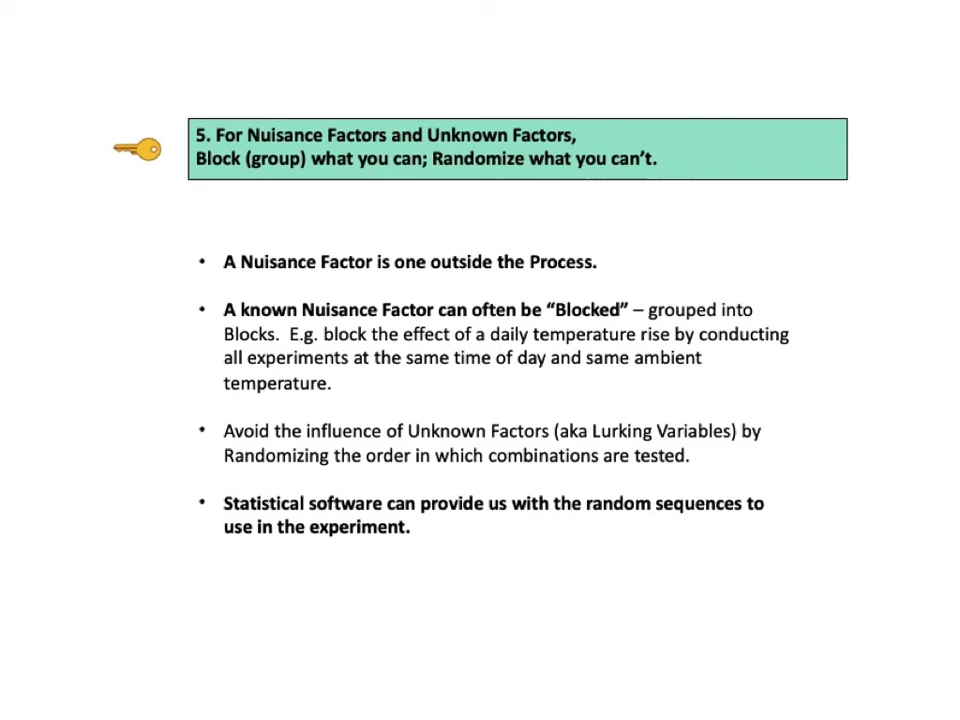 5. For Nuisance Factors and Unknown Factors,
Block (group) what you can; Randomize what you can’t.
• A Nuisance Factor is one outside the Process.
• A known Nuisance Factor can often be “Blocked” – grouped into
Blocks.  E.g. block the effect of a daily temperature rise by conducting
all experiments at the same time of day and same ambient
temperature.
• Avoid the influence of Unknown Factors (aka Lurking Variables) by
Randomizing the order in which combinations are tested.
• Statistical software can provide us with the random sequences to
use in the experiment.